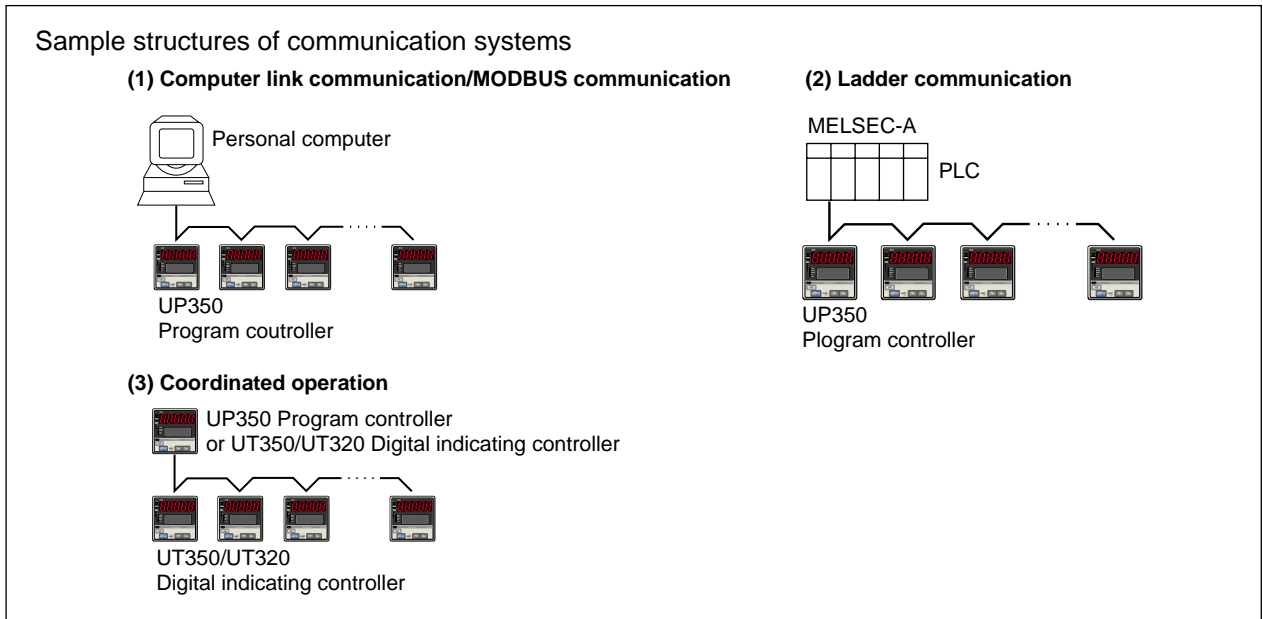 Sample structures of communication systems
(1) Computer link communication/MODBUS communication
Personal computer
UP350
Program coutroller
(2) Ladder communication
MELSEC-A
PLC
UP350
Plogram controller
(3) Coordinated operation
UP350 Program controller
or UT350/UT320 Digital indicating controller
UT350/UT320
Digital indicating controller